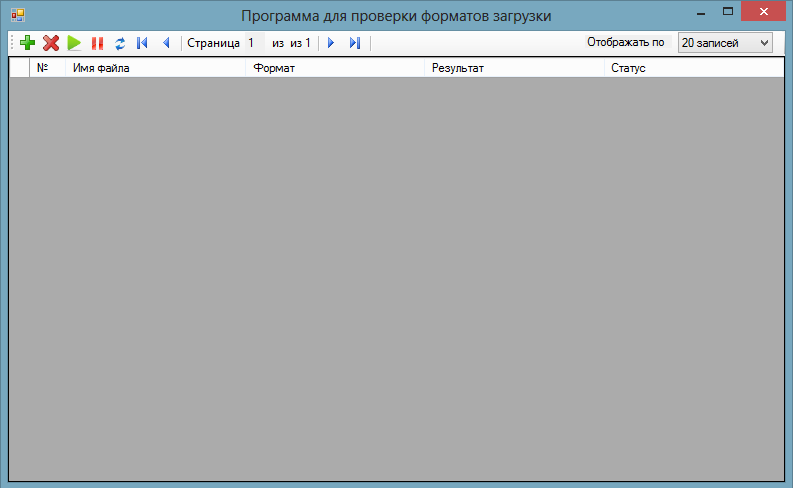 Программа для проверки форматов загрузки
Страница 1 из из 1 Отображать по 20 записей
№ Имя файла Формат Результат Статус